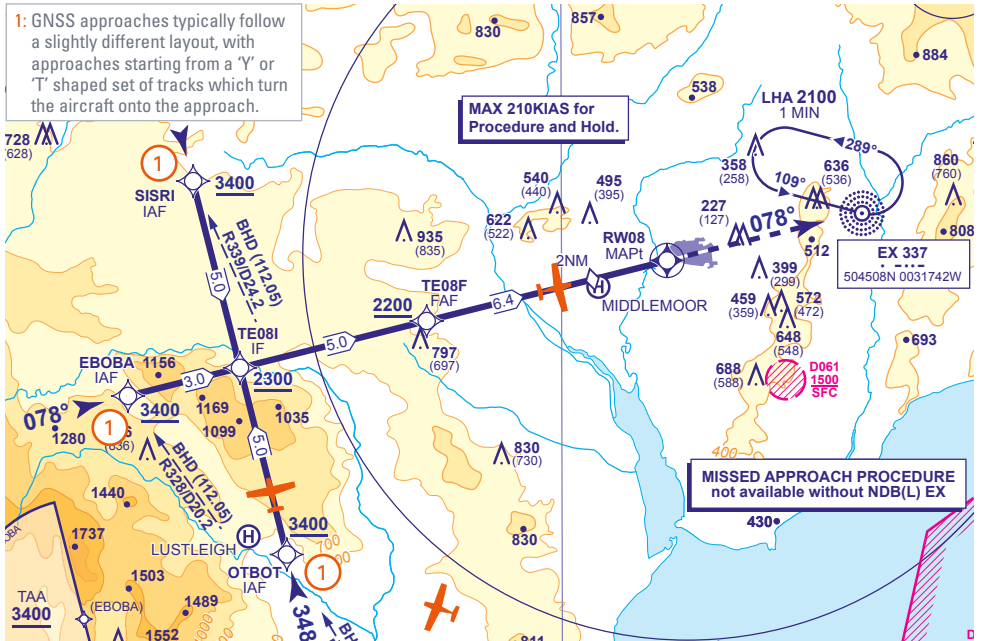 1: GNSS approaches typically follow
a slightly different layout, with
approaches starting from a ‘Y’ or
‘T’ shaped set of tracks which turn
the aircraft onto the approach.
830
857
884
538
MAX 210KIAS for
Procedure and Hold.
LHA 2100
1 MIN
289°
109°
728
(628)
1
SISRI
IAF
3400
BHD (112.05)
R339/D24.2
5.0
358
(258)
636
(536)
860
(760)
540
(440)
495
(395)
622
(522)
227
(127)
078°
935
(835)
RW08
MAPt
512
808
EX 337
504508N 0031742W
2NM
H
MIDDLEMOOR
399
(299)
TE08F
FAF
2200
6.4
459
(359)
572
(472)
648
(548)
TE08I
IF
5.0
797
(697)
693
EBOBA
IAF
1156
3.0
2300
688
(588)
D061
1500
SFC
078°
3400
1169
1035
1099
1280
1
(836)
BHD (112.05)
R328/D20.2
5.0
830
(730)
400
MISSED APPROACH PROCEDURE
not available without NDB(L) EX
1440
430
1737
3400
830
LUSTLEIGH
H
700
OTBOT
IAF
1
1503
TAA
3400
(EBOBA)
1489
1000
348
1552
811